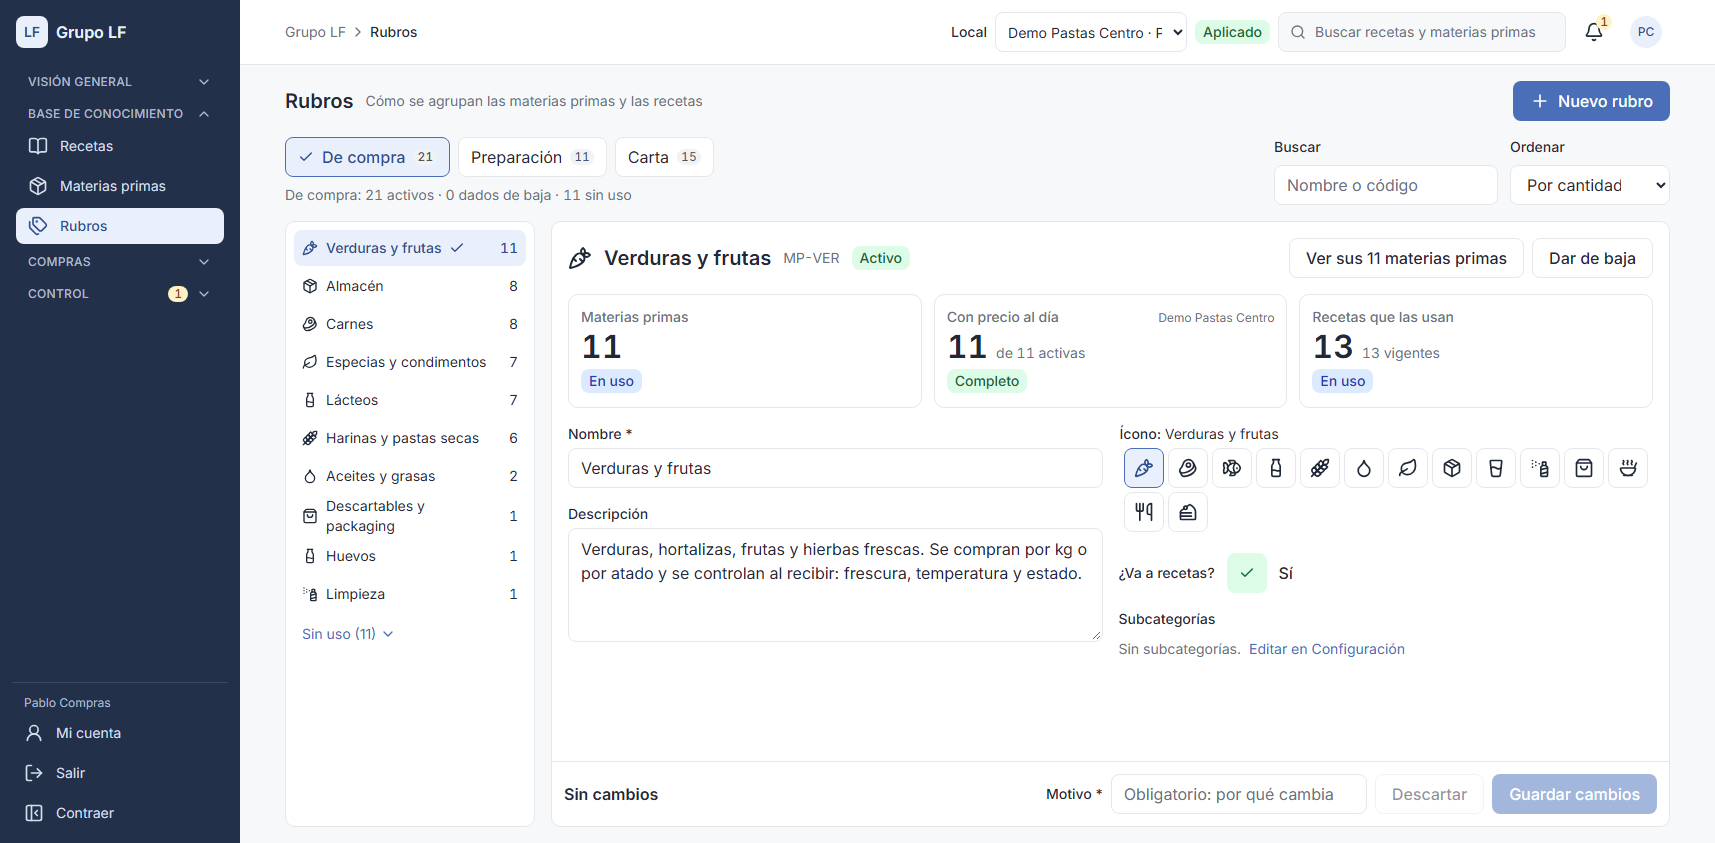 LF Grupo LF
VISIÓN GENERAL
BASE DE CONOCIMIENTO
Recetas
Materias primas
Rubros
COMPRAS
CONTROL 1
Pablo Compras
Mi cuenta
Salir
Contraer
Grupo LF > Rubros
Local Demo Pastas Centro · P Aplicado Buscar recetas y materias primas 1 PC
Rubros Cómo se agrupan las materias primas y las recetas
+ Nuevo rubro
De compra 21 Preparación 11 Carta 15
De compra: 21 activos · 0 dados de baja · 11 sin uso
Buscar
Nombre o código
Ordenar
Por cantidad
Verduras y frutas 11
Almacén 8
Carnes 8
Especias y condimentos 7
Lácteos 7
Harinas y pastas secas 6
Aceites y grasas 2
Descartables y
packaging 1
Huevos 1
Limpieza 1
Sin uso (11)
Verduras y frutas MP-VER Activo
Ver sus 11 materias primas Dar de baja
Materias primas
11
En uso
Con precio al día Demo Pastas Centro
11 de 11 activas
Completo
Recetas que las usan
13 13 vigentes
En uso
Nombre *
Verduras y frutas
Descripción
Verduras, hortalizas, frutas y hierbas frescas. Se compran por kg o
por atado y se controlan al recibir: frescura, temperatura y estado.
Ícono: Verduras y frutas
¿Va a recetas? Sí
Subcategorías
Sin subcategorías. Editar en Configuración
Sin cambios
Motivo * Obligatorio: por qué cambia Descartar Guardar cambios